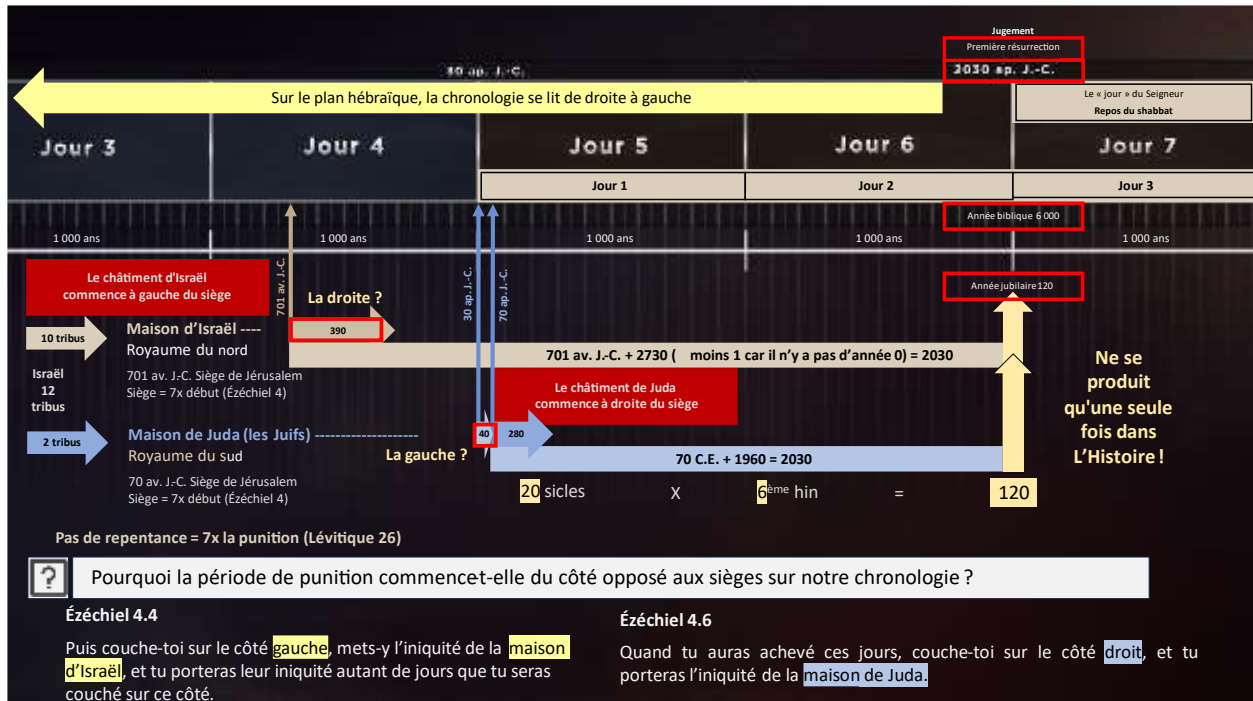 Jugement
Première résurrection
30 ap. J.-C.
2030 ap. J.-C.
Sur le plan hébraïque, la chronologie se lit de droite à gauche
Le « jour » du Seigneur
Repos du shabbat
Jour 3
Jour 4
Jour 5
Jour 6
Jour 7
Jour 1
Jour 2
Jour 3
Année biblique 6 000
1 000 ans
1 000 ans
1 000 ans
1 000 ans
1 000 ans
Le châtiment d'Israël
commence à gauche du siège
701 av. J.-C.
La droite ?
30 ap. J.-C.
70 ap. J.-C.
Année jubilaire 120
10 tribus
Maison d’Israël ----
390
Royaume du nord
701 av. J.-C. + 2730 ( moins 1 car il n’y a pas d’année 0) = 2030
701 av. J.-C. Siège de Jérusalem
Siège = 7x début (Ézéchiel 4)
Israël
12
tribus
Le châtiment de Juda
commence à droite du siège
Ne se
produit
qu'une seule
fois dans
L’Histoire !
2 tribus
Maison de Juda (les Juifs) -------------------
40
280
Royaume du sud
La gauche ?
70 C.E. + 1960 = 2030
70 av. J.-C. Siège de Jérusalem
Siège = 7x début (Ézéchiel 4)
20 sicles X 6ème hin = 120
Pas de repentance = 7x la punition (Lévitique 26)
?
Pourquoi la période de punition commence-t-elle du côté opposé aux sièges sur notre chronologie ?
Ézéchiel 4.4
Puis couche-toi sur le côté gauche, mets-y l’iniquité de la maison
d’Israël, et tu porteras leur iniquité autant de jours que tu seras
couché sur ce côté.
Ézéchiel 4.6
Quand tu auras achevé ces jours, couche-toi sur le côté droit, et tu
porteras l’iniquité de la maison de Juda.